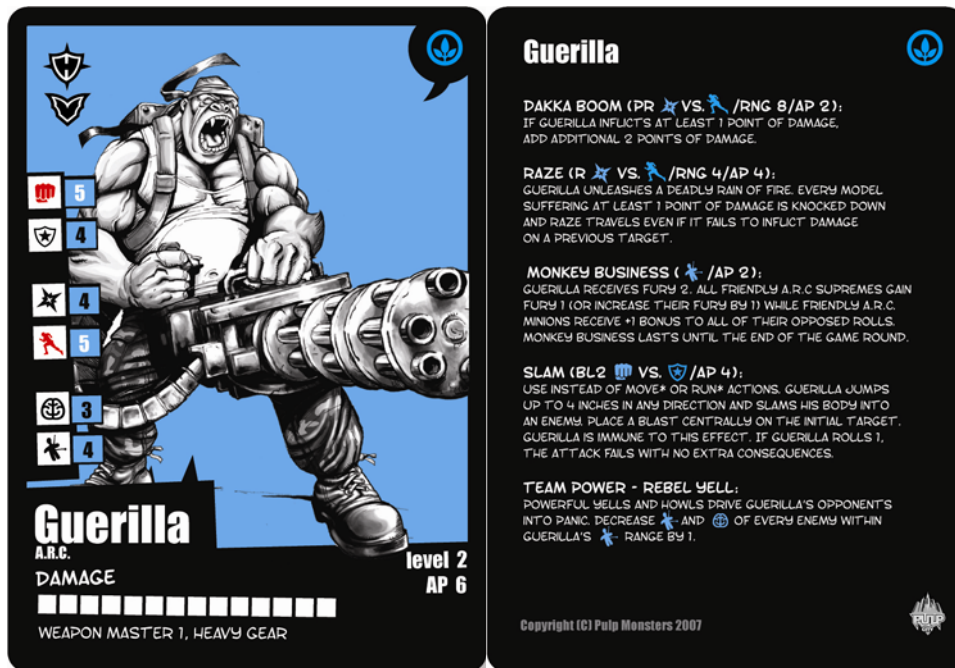 5
4
4
5
3
4
Guerilla
A.R.C.
level 2
AP 6
DAMAGE
WEAPON MASTER 1, HEAVY GEAR
Guerilla
DAKKA BOOM (PR VS. /RNG 8/AP 2):
IF GUERILLA INFLICTS AT LEAST 1 POINT OF DAMAGE,
ADD ADDITIONAL 2 POINTS OF DAMAGE.
RAZE (R VS. /RNG 4/AP 4):
GUERILLA UNLEASHES A DEADLY RAIN OF FIRE. EVERY MODEL
SUFFERING AT LEAST 1 POINT OF DAMAGE IS KNOCKED DOWN
AND RAZE TRAVELS EVEN IF IT FAILS TO INFLICT DAMAGE
ON A PREVIOUS TARGET.
MONKEY BUSINESS ( /AP 2):
GUERILLA RECEIVES FURY 2. ALL FRIENDLY A.R.C SUPREMES GAIN
FURY 1 (OR INCREASE THEIR FURY BY 1) WHILE FRIENDLY A.R.C.
MINIONS RECEIVE +1 BONUS TO ALL OF THEIR OPPOSED ROLLS.
MONKEY BUSINESS LASTS UNTIL THE END OF THE GAME ROUND.
SLAM (BL2 VS. /AP 4):
USE INSTEAD OF MOVE* OR RUN* ACTIONS. GUERILLA JUMPS
UP TO 4 INCHES IN ANY DIRECTION AND SLAMS HIS BODY INTO
AN ENEMY. PLACE A BLAST CENTRALLY ON THE INITIAL TARGET.
GUERILLA IS IMMUNE TO THIS EFFECT. IF GUERILLA ROLLS 1,
THE ATTACK FAILS WITH NO EXTRA CONSEQUENCES.
TEAM POWER - REBEL YELL:
POWERFUL YELLS AND HOWLS DRIVE GUERILLA'S OPPONENTS
INTO PANIC. DECREASE AND OF EVERY ENEMY WITHIN
GUERILLA'S RANGE BY 1.
Copyright (C) Pulp Monsters 2007
PULP
CITY